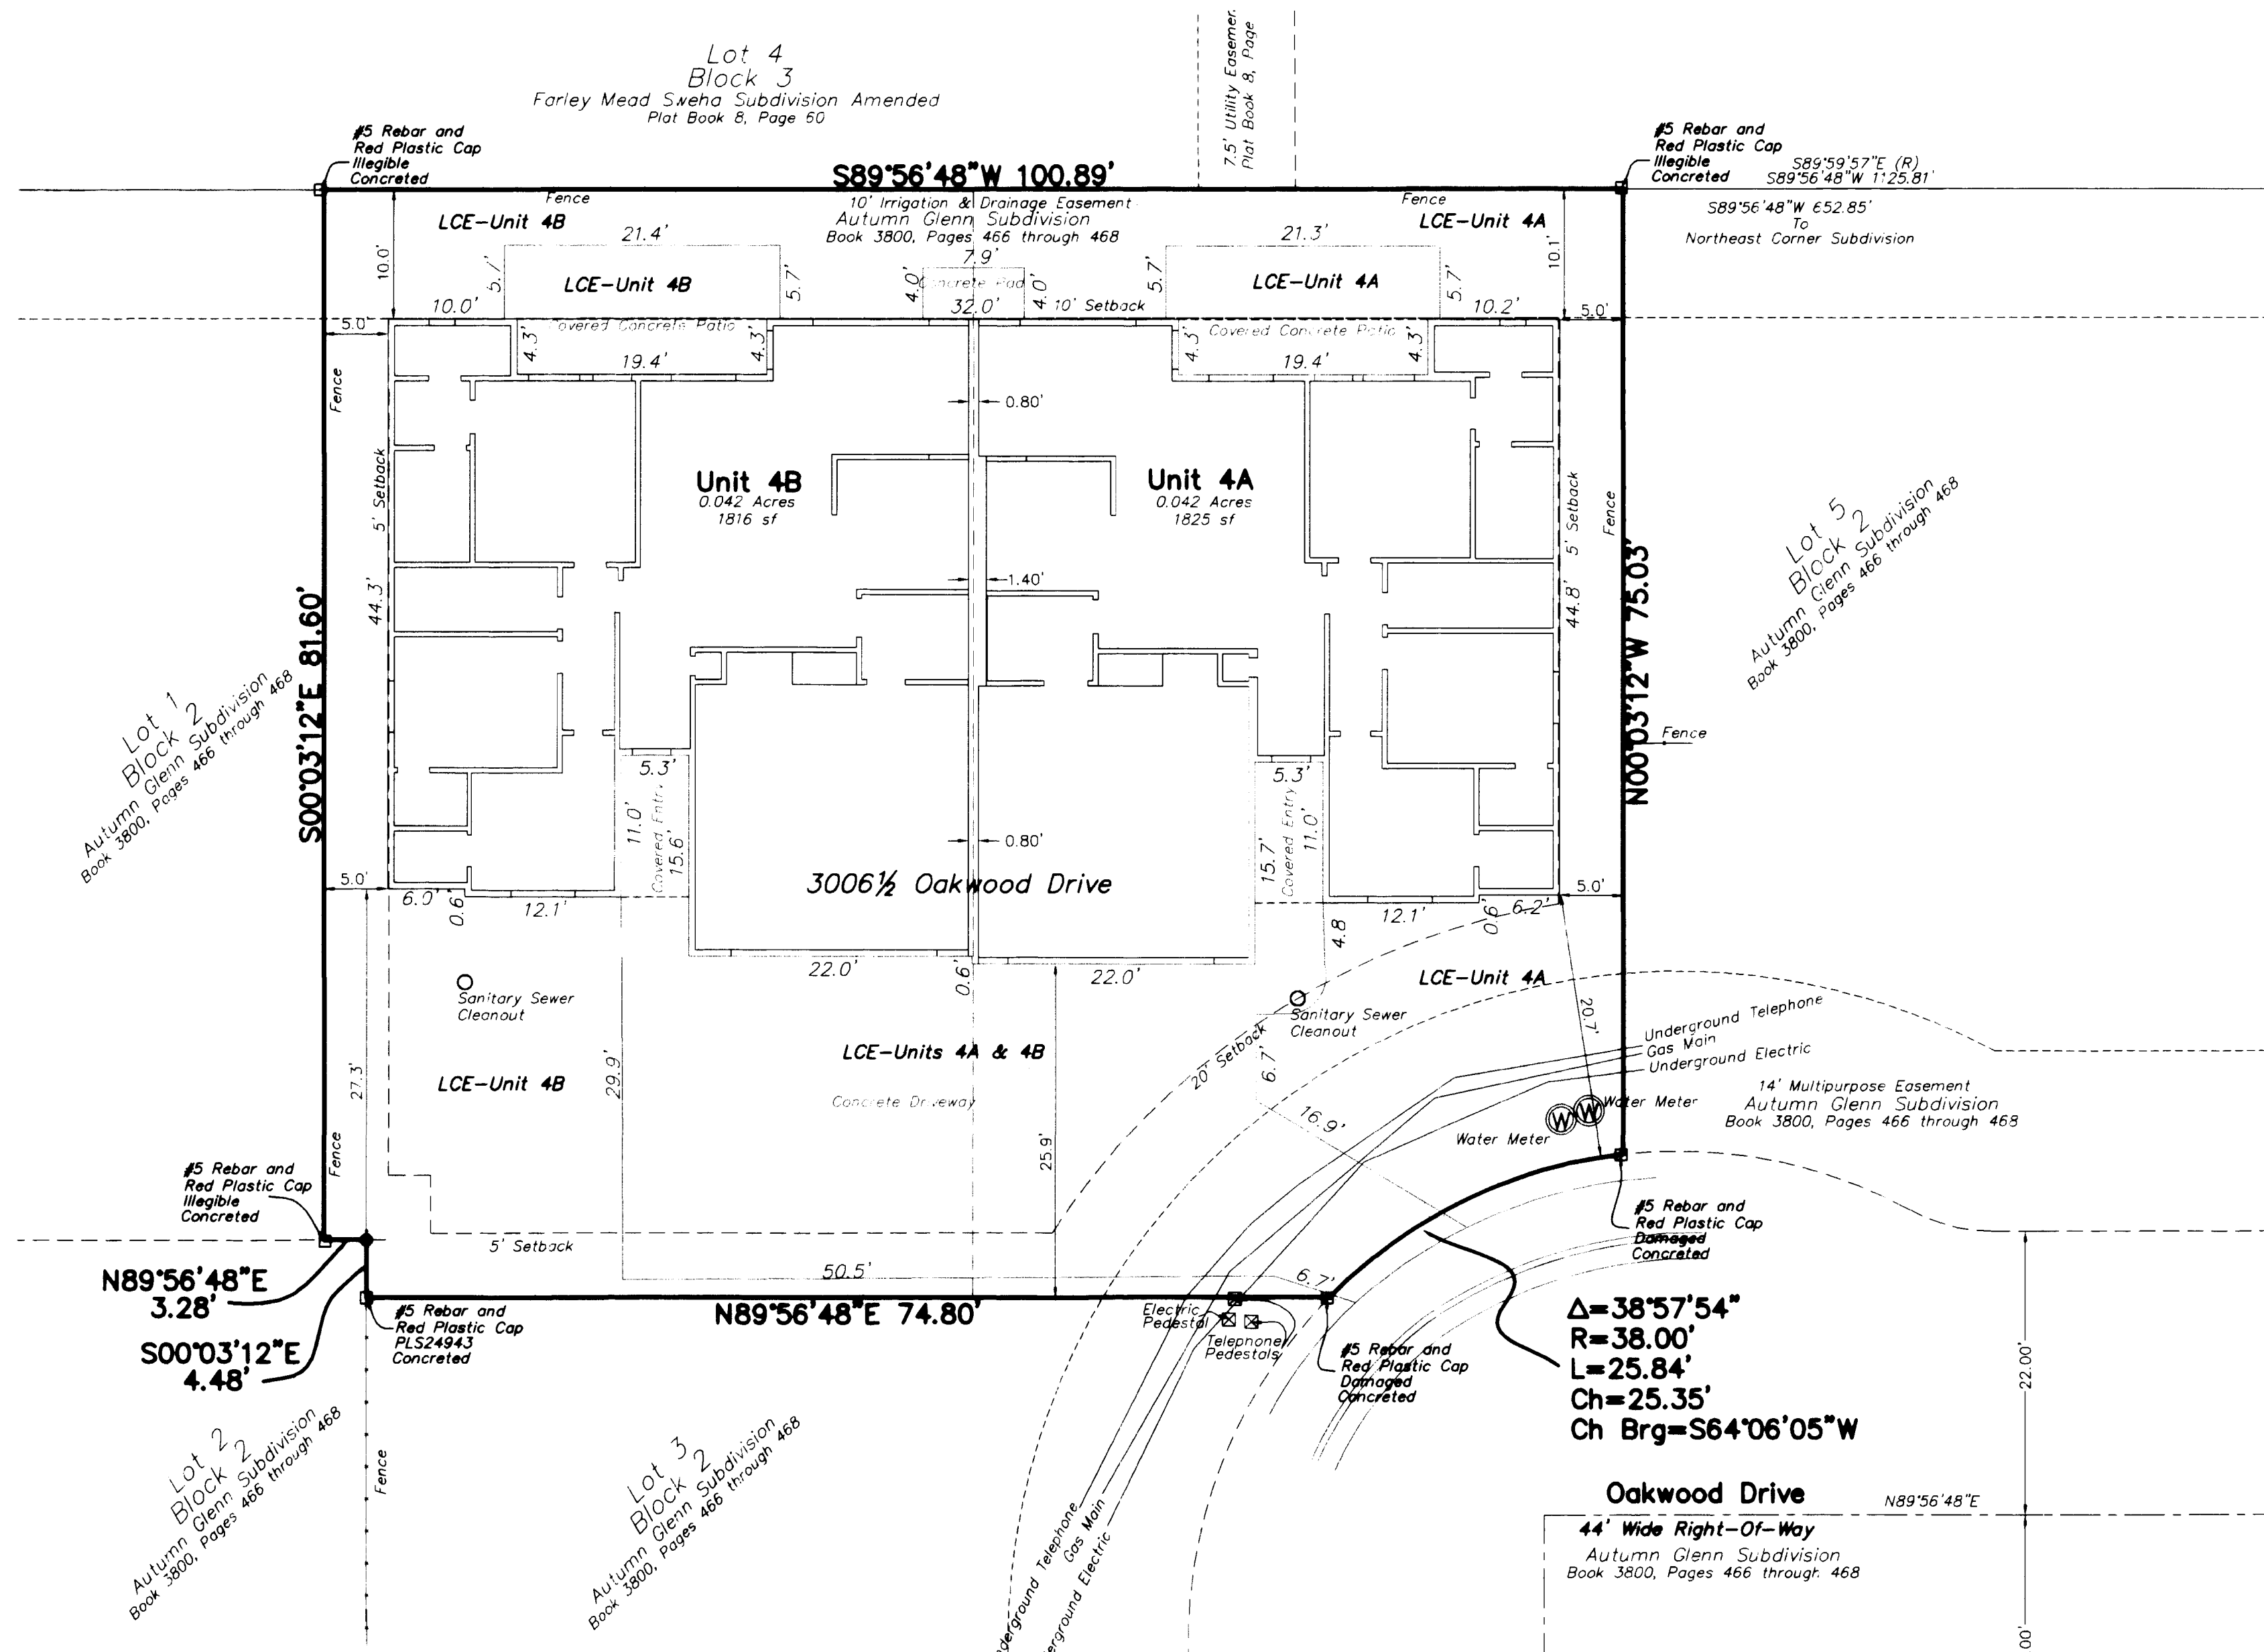 Lot 4
Block 3
Farley Mead Sweha Subdivision Amended
Plat Book 8, Page 60
7.5' Utility Easemen
Plat Book 8, Page
#5 Rebar and
Red Plastic Cap
Illegible
Concreted
S89°56'48"W 100.89'
#5 Rebar and
Red Plastic Cap
Illegible
Concreted
S89°59'57"E (R)
S89°56'48"W 1125.81'
S89°56'48"W 652.85'
To
Northeast Corner Subdivision
Fence
10' Irrigation & Drainage Easement
Autumn Glenn Subdivision
Book 3800, Pages 466 through 468
Fence
LCE-Unit 4B
LCE-Unit 4A
21.4'
21.3'
7.9'
10.0'
5.7'
LCE-Unit 4B
5.7'
4.0'
Concrete Pad
4.0'
5.7'
LCE-Unit 4A
5.7'
10.1'
10.0'
32.0'
10' Setback
10.2'
5.0'
5.0'
Covered Concrete Patio
Covered Concrete Patio
4.3'
19.4'
4.3'
4.3'
19.4'
4.3'
Fence
0.80'
Unit 4B
0.042 Acres
1816 sf
Unit 4A
0.042 Acres
1825 sf
5' Setback
5' Setback
Fence
Lot 5
Block 2
Autumn Glenn Subdivision
Book 3800, Pages 466 through 468
44.3'
1.40'
44.8'
S00°03'12"E 81.60'
N00°03'12"W 75.03'
Lot 1
Block 2
Autumn Glenn Subdivision
Book 3800, Pages 466 through 468
Fence
5.3'
5.3'
11.0'
Covered Entry
15.6'
0.80'
15.7'
Covered Entry
11.0'
3006½ Oakwood Drive
5.0'
5.0'
6.0'
0.6'
12.1'
12.1'
0.6'
6.2'
4.8
22.0'
0.6'
22.0'
Sanitary Sewer
Cleanout
Sanitary Sewer
Cleanout
LCE-Unit 4A
20.7'
Underground Telephone
Gas Main
Underground Electric
LCE-Units 4A & 4B
20' Setback
6.7'
27.3'
LCE-Unit 4B
29.9'
Concrete Driveway
16.9'
W
W
Water Meter
Water Meter
14' Multipurpose Easement
Autumn Glenn Subdivision
Book 3800, Pages 466 through 468
25.9'
Fence
#5 Rebar and
Red Plastic Cap
Illegible
Concreted
5' Setback
50.5'
6.7'
#5 Rebar and
Red Plastic Cap
Damaged
Concreted
N89°56'48"E
3.28'
S00°03'12"E
4.48'
#5 Rebar and
Red Plastic Cap
PLS24943
Concreted
N89°56'48"E 74.80'
Electric
Pedestal
Telephone
Pedestals
#5 Rebar and
Red Plastic Cap
Damaged
Concreted
Δ=38°57'54"
R=38.00'
L=25.84'
Ch=25.35'
Ch Brg=S64°06'05"W
22.00'
Lot 2
Block 2
Autumn Glenn Subdivision
Book 3800, Pages 466 through 468
Fence
Lot 3
Block 2
Autumn Glenn Subdivision
Book 3800, Pages 466 through 468
derground Telephone
Gas Main
erground Electric
Oakwood Drive
N89°56'48"E
44' Wide Right-Of-Way
Autumn Glenn Subdivision
Book 3800, Pages 466 through 468
00'